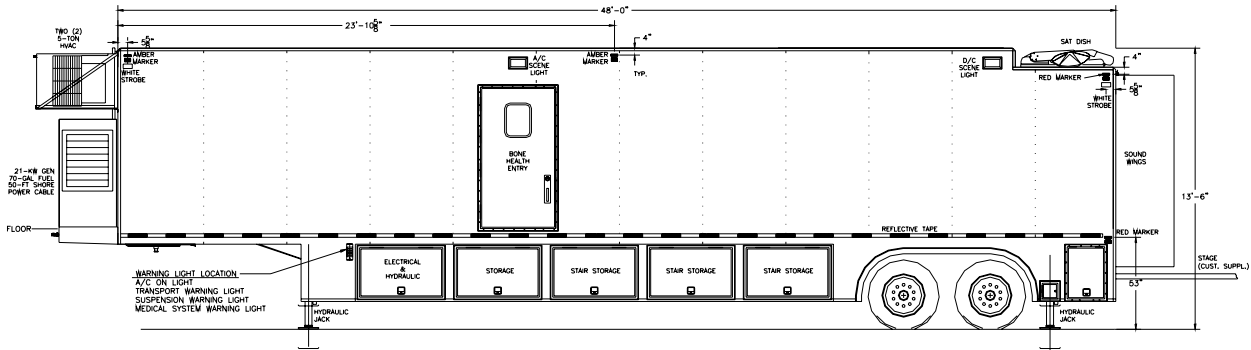 48'-0"
23'-10 5/8"
TWO (2)
5-TON
HVAC
5 5/8"
AMBER
MARKER
WHITE
STROBE
A/C
SCENE
LIGHT
AMBER
MARKER
4"
TYP.
D/C
SCENE
LIGHT
SAT DISH
4"
RED MARKER
5 5/8"
WHITE
STROBE
BONE
HEALTH
ENTRY
SOUND
WINGS
21-KW GEN
70-GAL FUEL
50-FT SHORE
POWER CABLE
13'-6"
FLOOR
REFLECTIVE TAPE
RED MARKER
WARNING LIGHT LOCATION
A/C ON LIGHT
TRANSPORT WARNING LIGHT
SUSPENSION WARNING LIGHT
MEDICAL SYSTEM WARNING LIGHT
ELECTRICAL
&
HYDRAULIC
STORAGE
STAIR STORAGE
STAIR STORAGE
STAIR STORAGE
STAGE
(CUST. SUPPL.)
53"
HYDRAULIC
JACK
HYDRAULIC
JACK